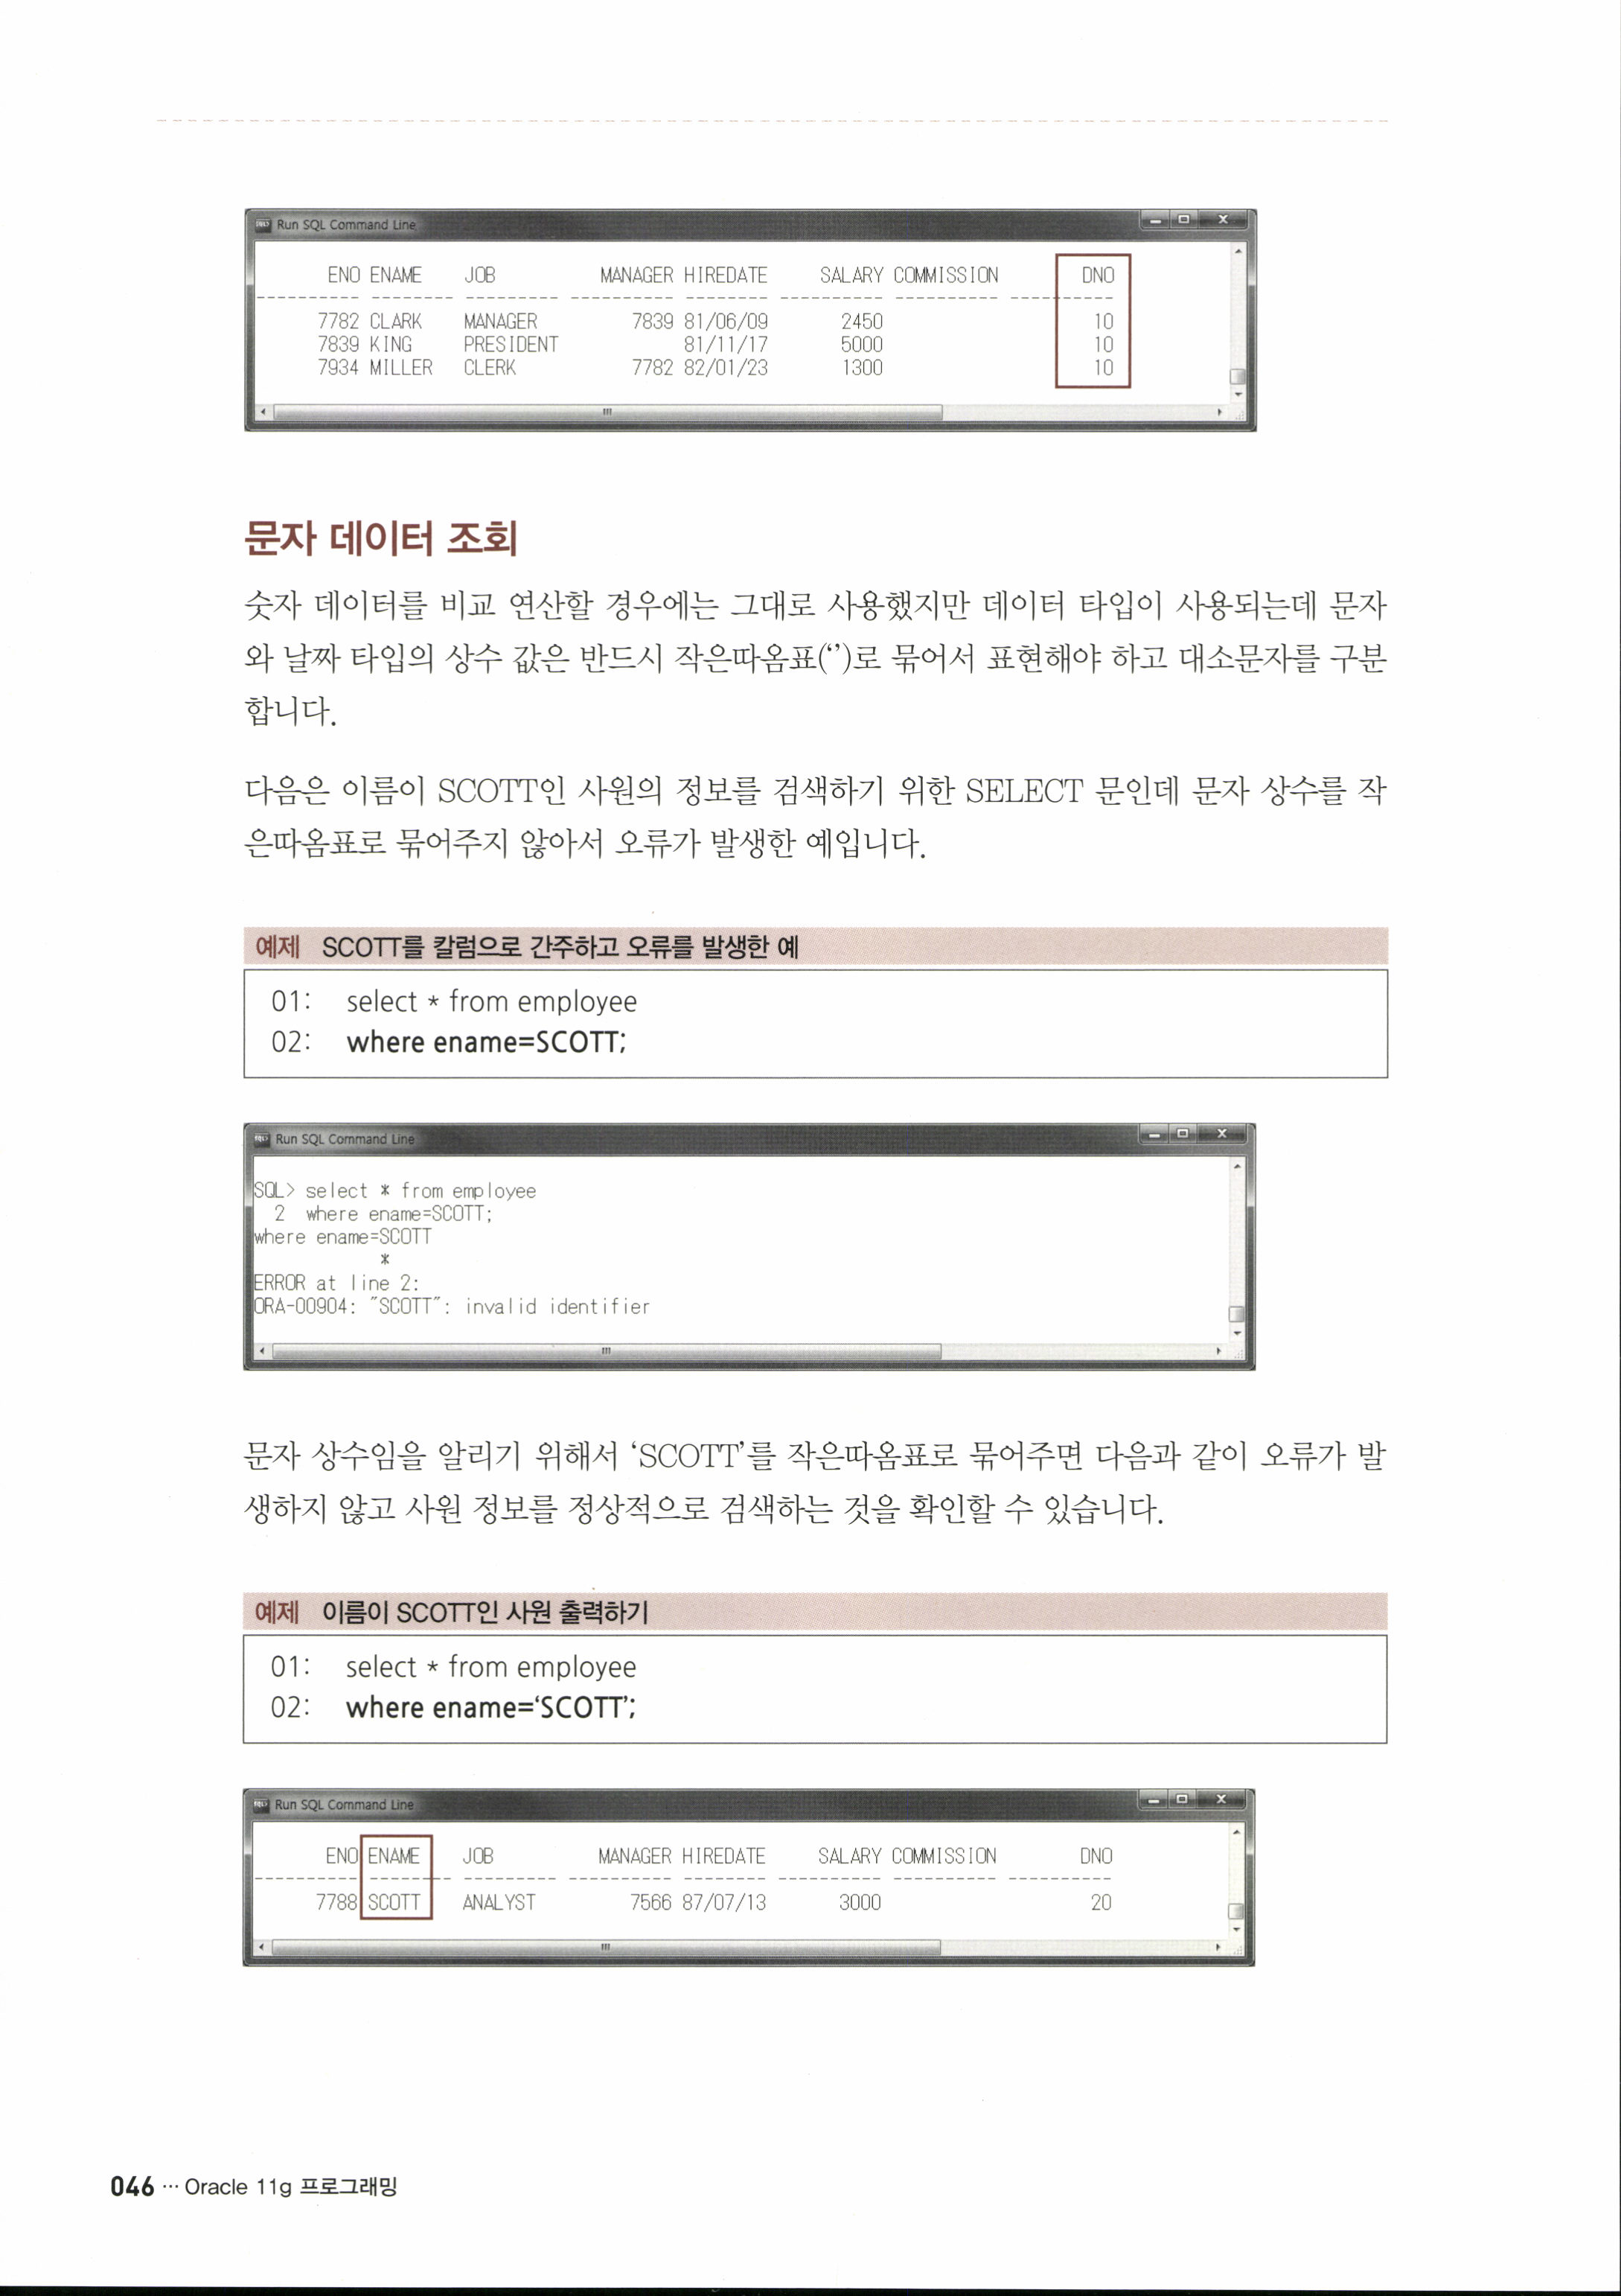 Run SQL Command Line
ENO ENAME JOB MANAGER HIREDATE SALARY COMMISSION DNO
7782 CLARK MANAGER 7839 81/06/09 2450 10
7839 KING PRESIDENT 81/11/17 5000 10
7934 MILLER CLERK 7782 82/01/23 1300 10
문자 데이터 조회
숫자 데이터를 비교 연산할 경우에는 그대로 사용했지만 데이터 타입이 사용되는데 문자
와 날짜 타입의 상수 값은 반드시 작은따옴표(‘’)로 묶어서 표현해야 하고 대소문자를 구분
합니다.
다음은 이름이 SCOTT인 사원의 정보를 검색하기 위한 SELECT 문인데 문자 상수를 작
은따옴표로 묶어주지 않아서 오류가 발생한 예입니다.
예제 SCOTT를 칼럼으로 간주하고 오류를 발생한 예
01: select * from employee
02: where ename=SCOTT;
Run SQL Command Line
SQL> select * from employee
2 where ename=SCOTT;
where ename=SCOTT
*
ERROR at line 2:
ORA-00904: "SCOTT": invalid identifier
문자 상수임을 알리기 위해서 ‘SCOTT’를 작은따옴표로 묶어주면 다음과 같이 오류가 발
생하지 않고 사원 정보를 정상적으로 검색하는 것을 확인할 수 있습니다.
예제 이름이 SCOTT인 사원 출력하기
01: select * from employee
02: where ename=‘SCOTT’;
Run SQL Command Line
ENO ENAME JOB MANAGER HIREDATE SALARY COMMISSION DNO
7788 SCOTT ANALYST 7566 87/07/13 3000 20
046 ··· Oracle 11g 프로그래밍